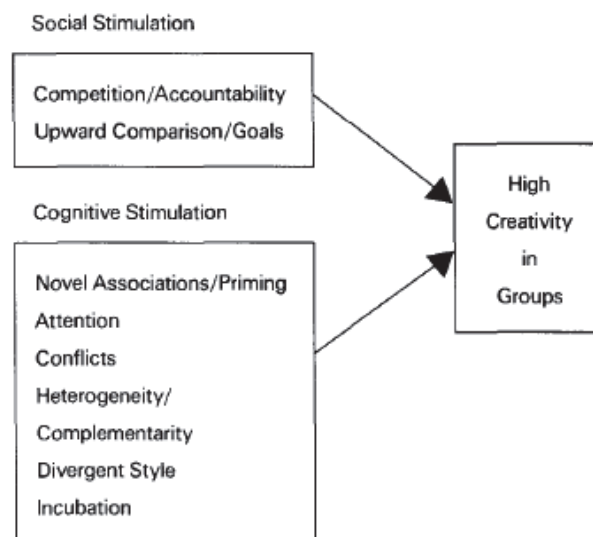 Social Stimulation
Competition/Accountability
Upward Comparison/Goals
Cognitive Stimulation
Novel Associations/Priming
Attention
Conflicts
Heterogeneity/
Complementarity
Divergent Style
Incubation
High
Creativity
in
Groups